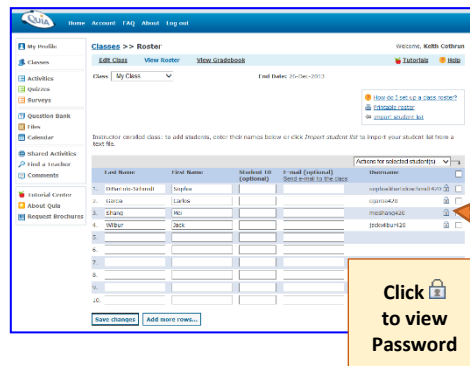 Quia
Home Account FAQ About Log out
My Profile
Classes
Activities
Quizzes
Surveys
Question Bank
Files
Calendar
Shared Activities
Find a Teacher
Comments
Tutorial Center
About Quia
Request Brochures
Classes >> Roster
Welcome, Keith Cothrun
Edit Class View Roster View Gradebook
Tutorials Help
Class My Class End Date: 26-Dec-2013
How do I set up a class roster?
Printable roster
Import student list
Instructor enrolled class: to add students, enter their names below or click Import student list to import your student list from a
text file.
Actions for selected student(s)
Last Name First Name Student ID (optional) E-mail (optional) Send e-mail to the class Username
1. Sophia
2. Garcia Carlos cgarcia428
3. Shang Mei meishang428
4. Wilbur Jack jackwilbur428
5.
6.
7.
8.
9.
10.
Save changes Add more rows...
Click
to view
Password